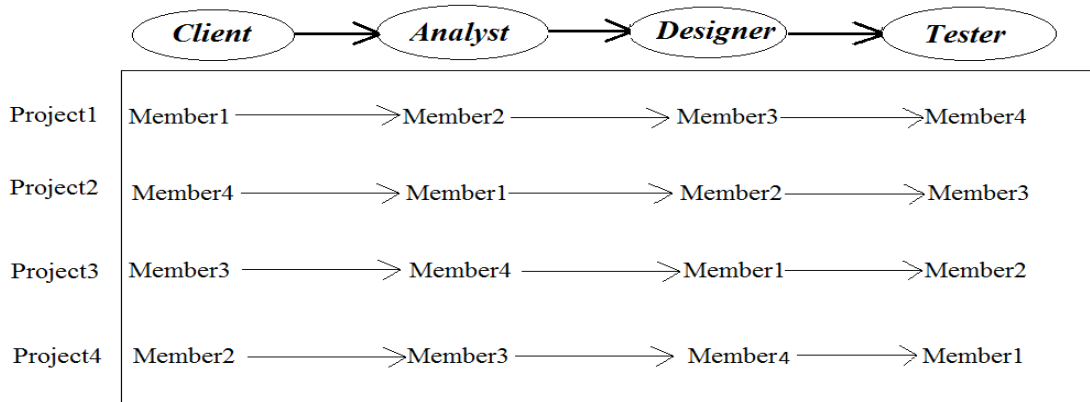 Client Analyst Designer Tester
Project1 Member1 Member2 Member3 Member4
Project2 Member4 Member1 Member2 Member3
Project3 Member3 Member4 Member1 Member2
Project4 Member2 Member3 Member4 Member1